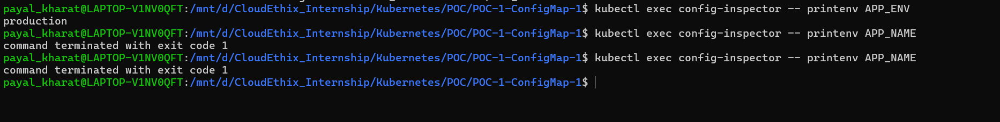 payal_kharat@LAPTOP-V1NV0QFT:/mnt/d/CloudEthix_Internship/Kubernetes/POC/POC-1-ConfigMap-1$ kubectl exec config-inspector -- printenv APP_ENV
production
payal_kharat@LAPTOP-V1NV0QFT:/mnt/d/CloudEthix_Internship/Kubernetes/POC/POC-1-ConfigMap-1$ kubectl exec config-inspector -- printenv APP_NAME
command terminated with exit code 1
payal_kharat@LAPTOP-V1NV0QFT:/mnt/d/CloudEthix_Internship/Kubernetes/POC/POC-1-ConfigMap-1$ kubectl exec config-inspector -- printenv APP_NAME
command terminated with exit code 1
payal_kharat@LAPTOP-V1NV0QFT:/mnt/d/CloudEthix_Internship/Kubernetes/POC/POC-1-ConfigMap-1$